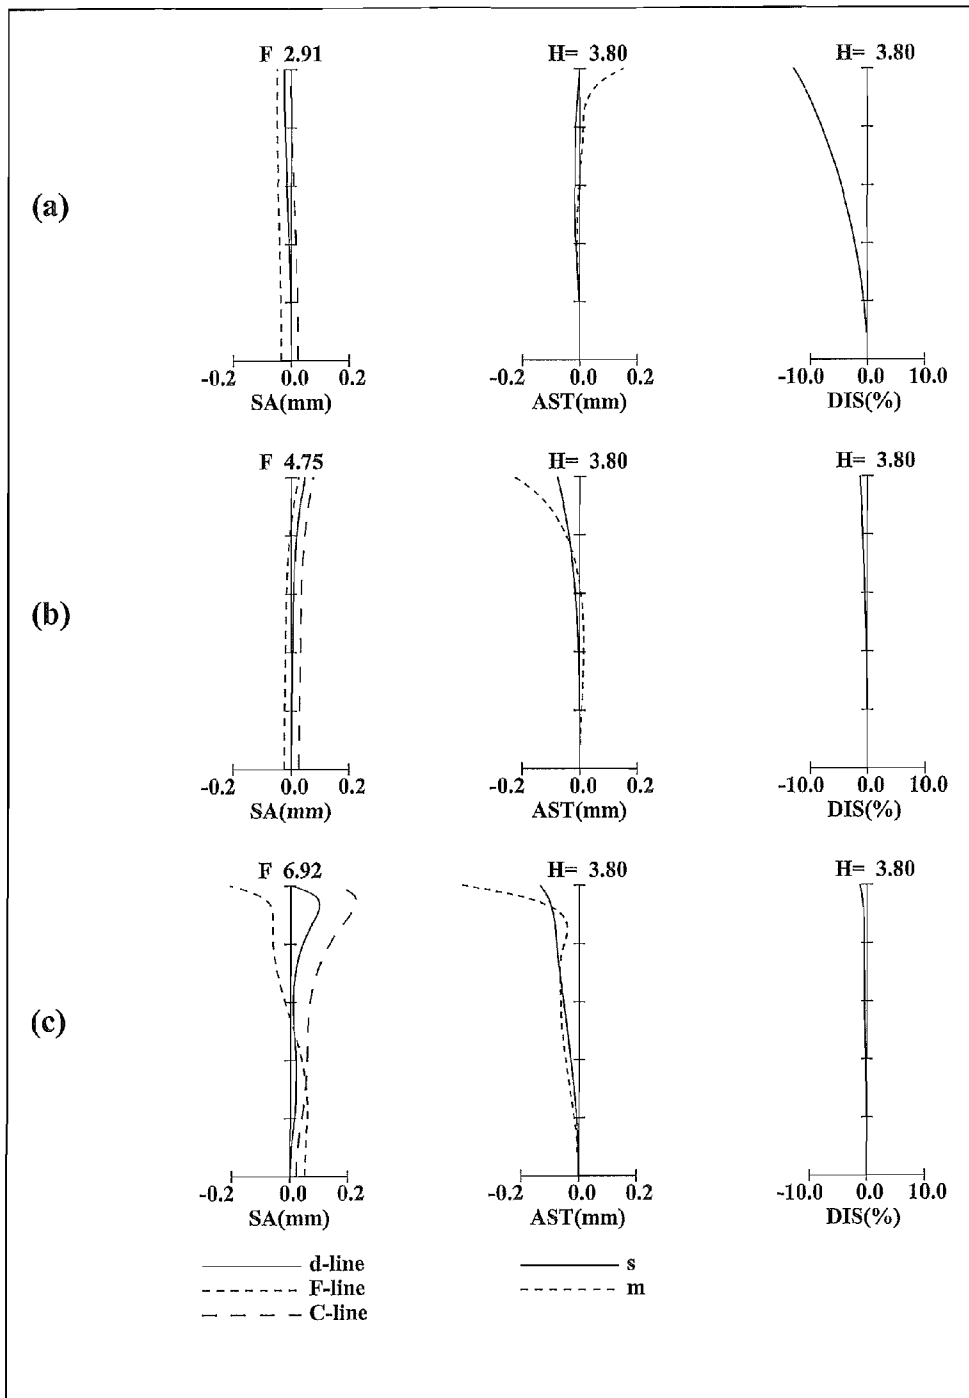 F 2.91
H= 3.80
H= 3.80
(a)
-0.2 0.0 0.2
SA(mm)
-0.2 0.0 0.2
AST(mm)
-10.0 0.0 10.0
DIS(%)
F 4.75
H= 3.80
H= 3.80
(b)
-0.2 0.0 0.2
SA(mm)
-0.2 0.0 0.2
AST(mm)
-10.0 0.0 10.0
DIS(%)
F 6.92
H= 3.80
H= 3.80
(c)
-0.2 0.0 0.2
SA(mm)
-0.2 0.0 0.2
AST(mm)
-10.0 0.0 10.0
DIS(%)
d-line
F-line
C-line
s
m